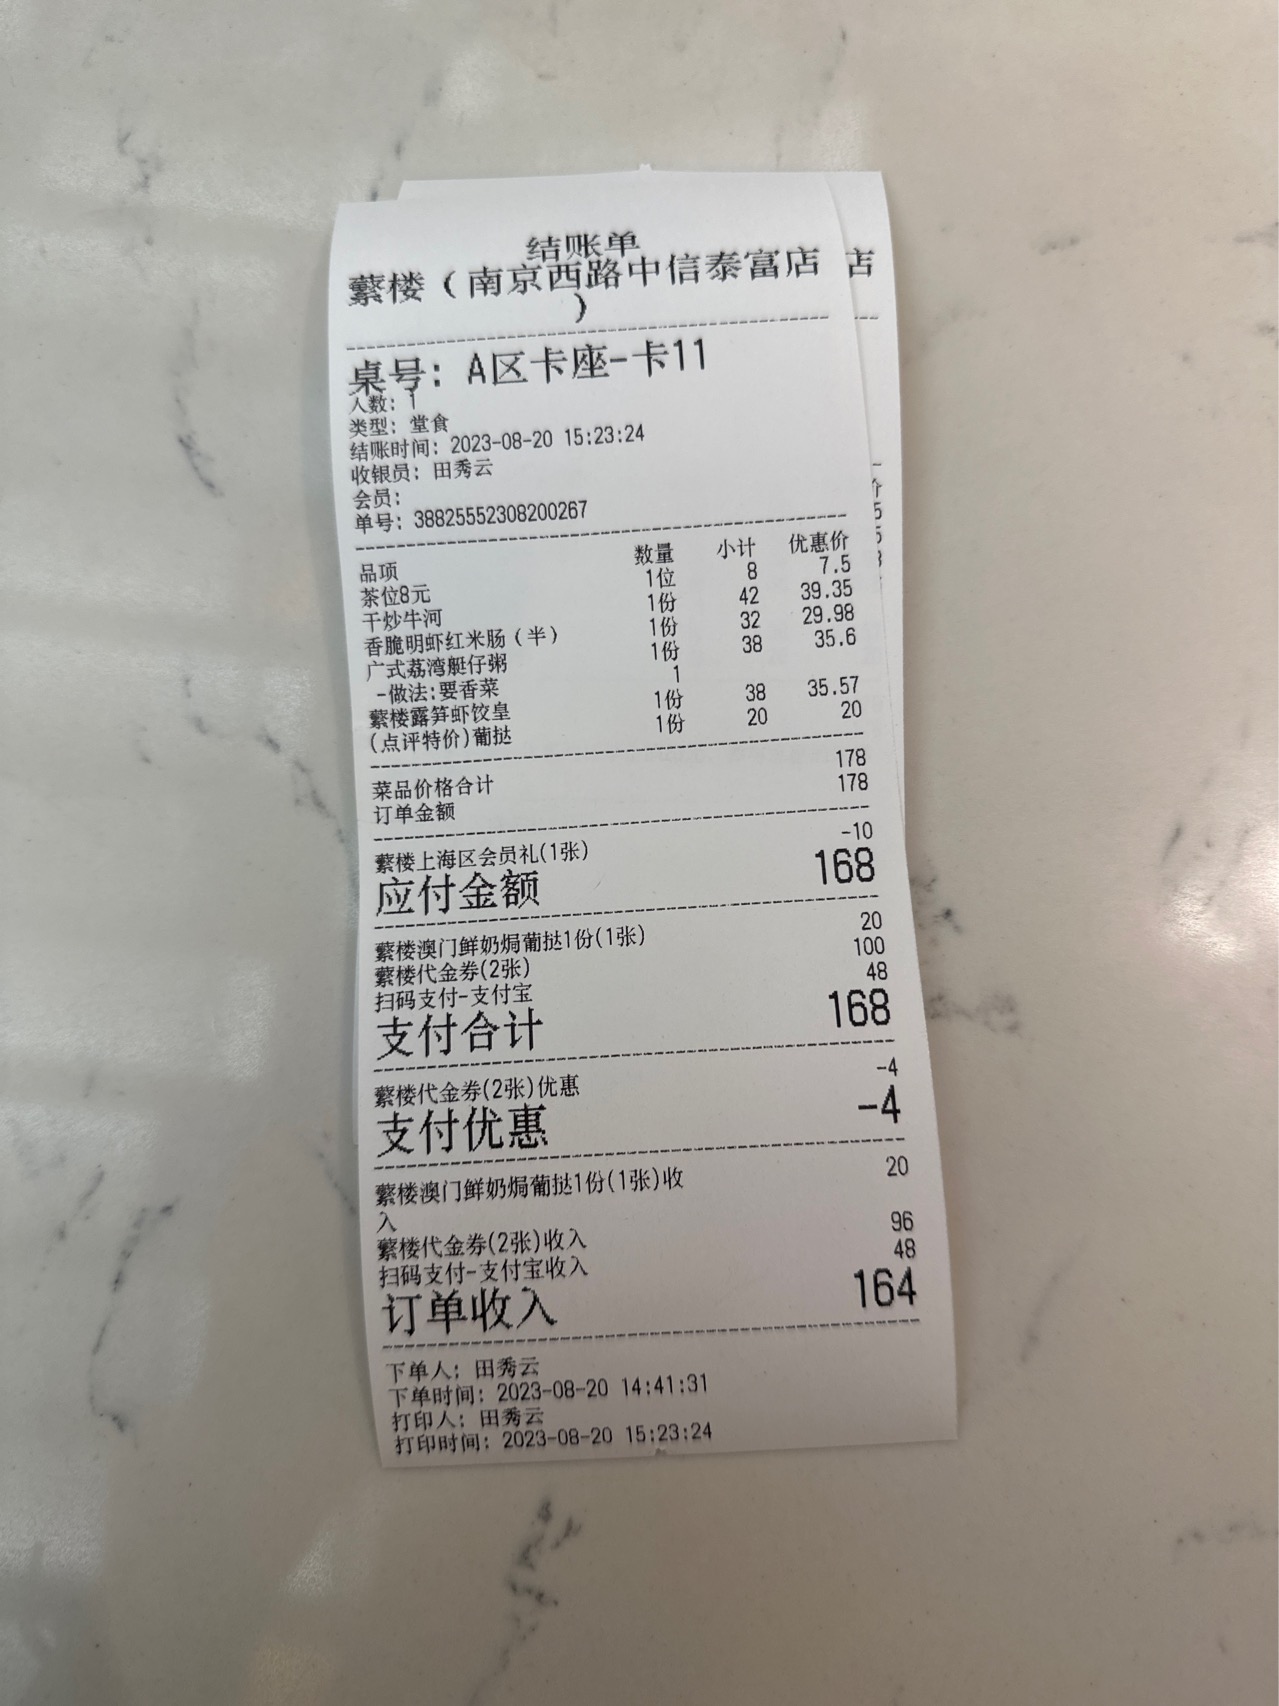 结账单
蘩楼（南京西路中信泰富店
）
店
桌号: A区卡座-卡11
人数: 1
类型: 堂食
结账时间: 2023-08-20 15:23:24
收银员: 田秀云
会员:
单号: 38825552308200267
品项 数量 小计 优惠价
茶位8元 1位 8 7.5
干炒牛河 1份 42 39.35
香脆明虾红米肠（半） 1份 32 29.98
广式荔湾艇仔粥 1份 38 35.6
-做法:要香菜 1
蘩楼露笋虾饺皇 1份 38 35.57
(点评特价)葡挞 1份 20 20
菜品价格合计 178
订单金额 178
蘩楼上海区会员礼(1张) -10
应付金额 168
蘩楼澳门鲜奶焗葡挞1份(1张) 20
蘩楼代金券(2张) 100
扫码支付-支付宝 48
支付合计 168
蘩楼代金券(2张)优惠 -4
支付优惠 -4
蘩楼澳门鲜奶焗葡挞1份(1张)收 20
入
蘩楼代金券(2张)收入 96
扫码支付-支付宝收入 48
订单收入 164
下单人: 田秀云
下单时间: 2023-08-20 14:41:31
打印人: 田秀云
打印时间: 2023-08-20 15:23:24